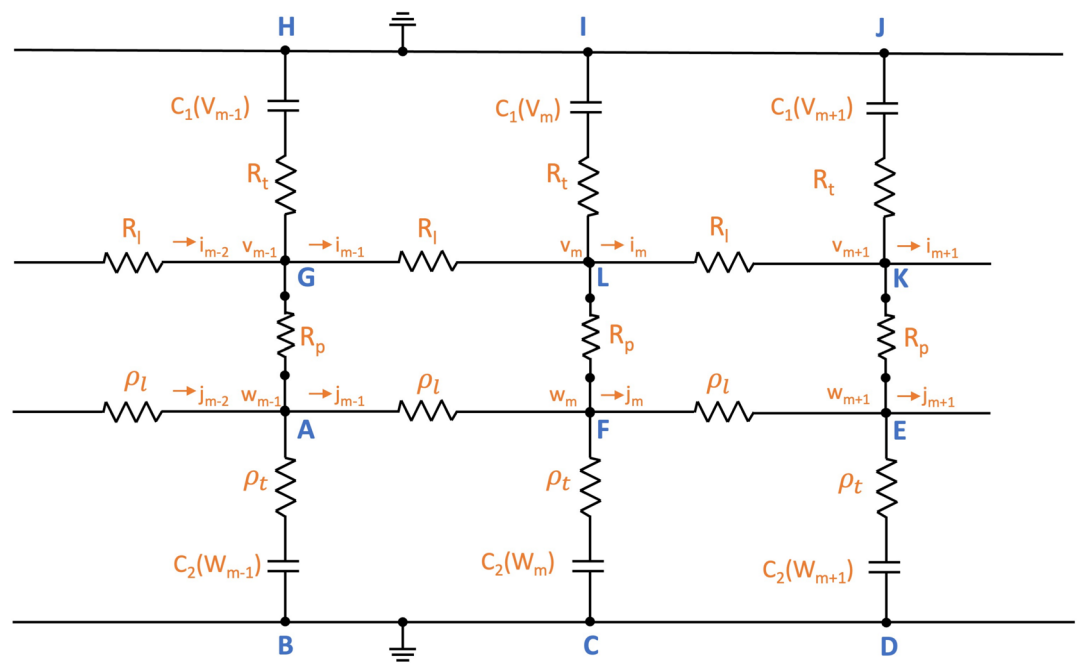 H I J
C₁(Vₘ₋₁) C₁(Vₘ) C₁(Vₘ₊₁)
Rₜ Rₜ Rₜ
Rₗ iₘ₋₂ vₘ₋₁ iₘ₋₁ Rₗ vₘ iₘ Rₗ vₘ₊₁ iₘ₊₁
G L K
Rₚ Rₚ Rₚ
ρₗ jₘ₋₂ wₘ₋₁ jₘ₋₁ ρₗ wₘ jₘ ρₗ wₘ₊₁ jₘ₊₁
A F E
ρₜ ρₜ ρₜ
C₂(Wₘ₋₁) C₂(Wₘ) C₂(Wₘ₊₁)
B C D